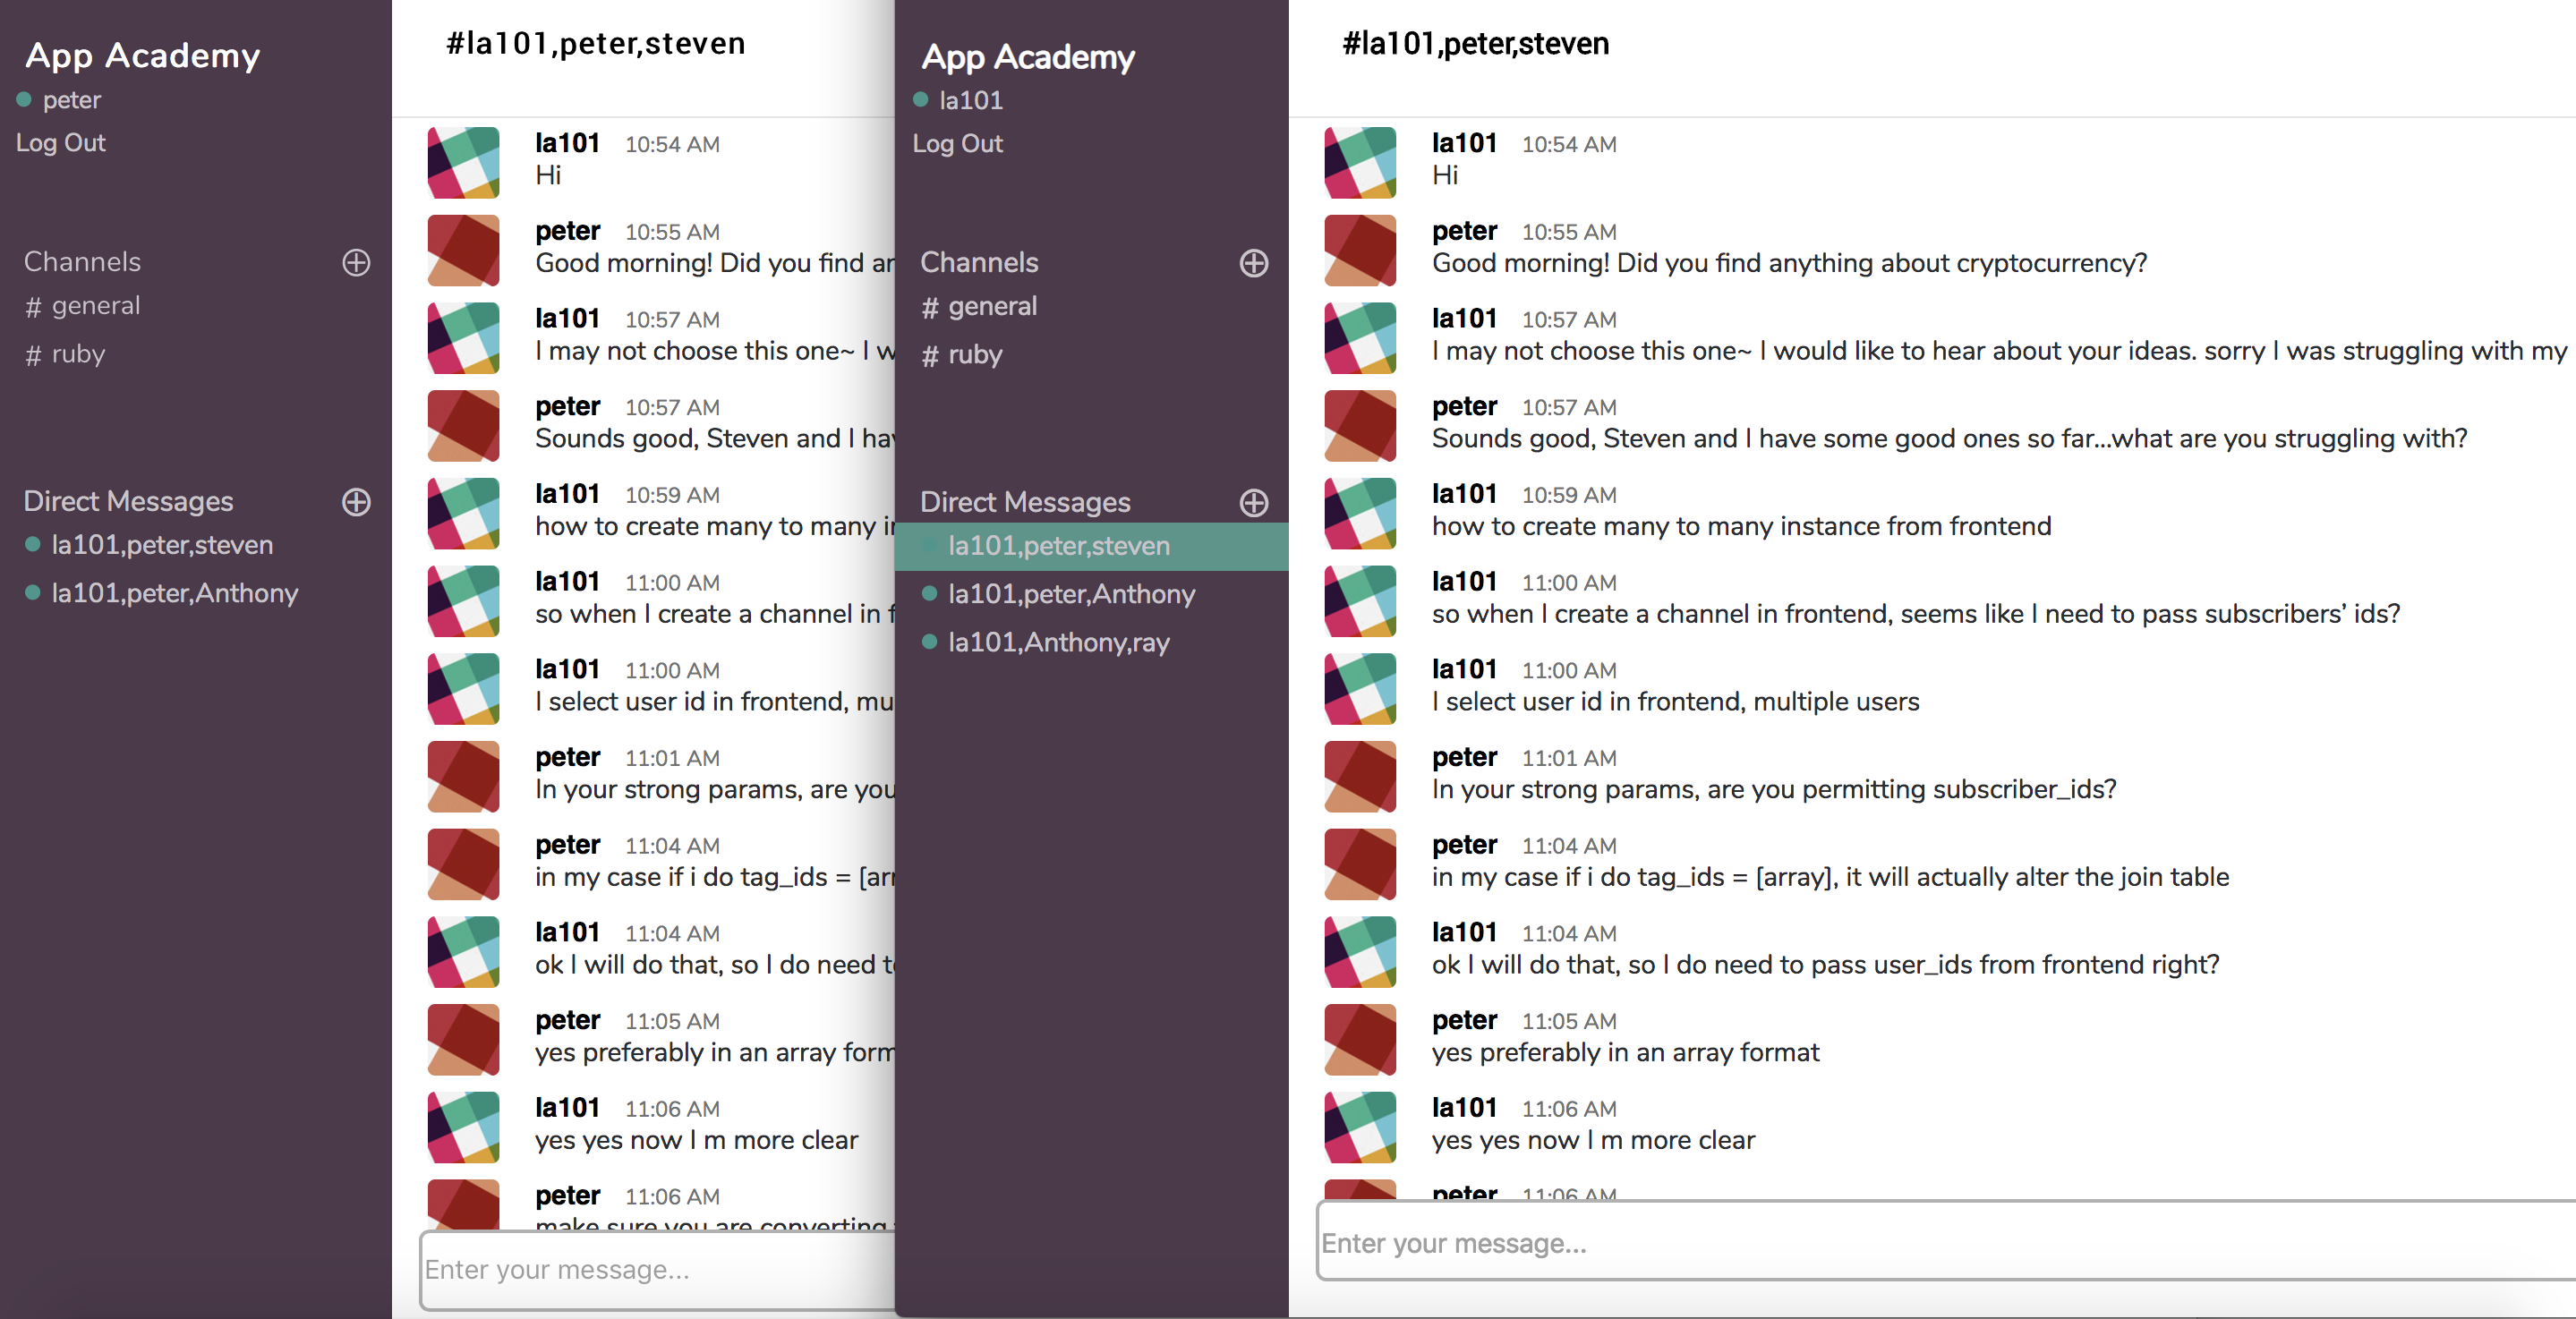 App Academy
peter
Log Out
Channels
# general
# ruby
Direct Messages
la101,peter,steven
la101,peter,Anthony
#la101,peter,steven
la101 10:54 AM
Hi
peter 10:55 AM
Good morning! Did you find
la101 10:57 AM
I may not choose this one~ I
peter 10:57 AM
Sounds good, Steven and I
la101 10:59 AM
how to create many to many
la101 11:00 AM
so when I create a channel in
la101 11:00 AM
I select user id in frontend,
peter 11:01 AM
In your strong params, are you
peter 11:04 AM
in my case if i do tag_ids =
la101 11:04 AM
ok I will do that, so I do need
peter 11:05 AM
yes preferably in an array
la101 11:06 AM
yes yes now I m more clear
peter 11:06 AM
make sure you are converting
Enter your message...
App Academy
la101
Log Out
Channels
# general
# ruby
Direct Messages
la101,peter,steven
la101,peter,Anthony
la101,Anthony,ray
#la101,peter,steven
la101 10:54 AM
Hi
peter 10:55 AM
Good morning! Did you find anything about cryptocurrency?
la101 10:57 AM
I may not choose this one~ I would like to hear about your ideas. sorry I was struggling with my
peter 10:57 AM
Sounds good, Steven and I have some good ones so far...what are you struggling with?
la101 10:59 AM
how to create many to many instance from frontend
la101 11:00 AM
so when I create a channel in frontend, seems like I need to pass subscribers’ ids?
la101 11:00 AM
I select user id in frontend, multiple users
peter 11:01 AM
In your strong params, are you permitting subscriber_ids?
peter 11:04 AM
in my case if i do tag_ids = [array], it will actually alter the join table
la101 11:04 AM
ok I will do that, so I do need to pass user_ids from frontend right?
peter 11:05 AM
yes preferably in an array format
la101 11:06 AM
yes yes now I m more clear
peter 11:06 AM
Enter your message...